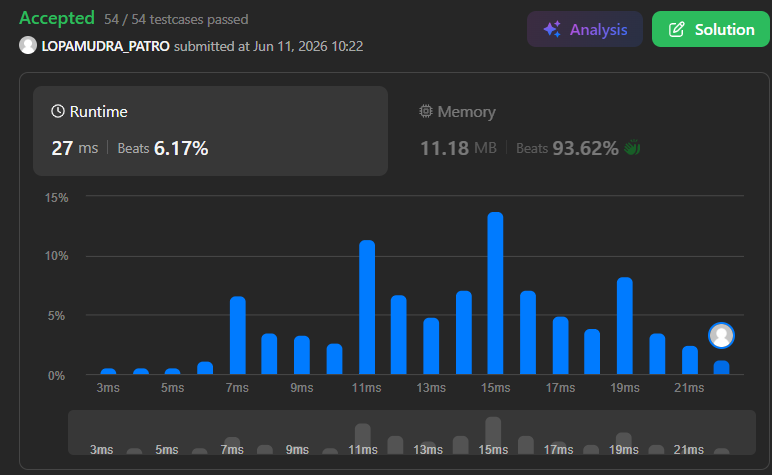 Accepted 54 / 54 testcases passed
Analysis
Solution
LOPAMUDRA_PATRO submitted at Jun 11, 2026 10:22
Runtime
27 ms | Beats 6.17%
Memory
11.18 MB | Beats 93.62%
15%
10%
5%
0%
3ms 5ms 7ms 9ms 11ms 13ms 15ms 17ms 19ms 21ms
3ms 5ms 7ms 9ms 11ms 13ms 15ms 17ms 19ms 21ms